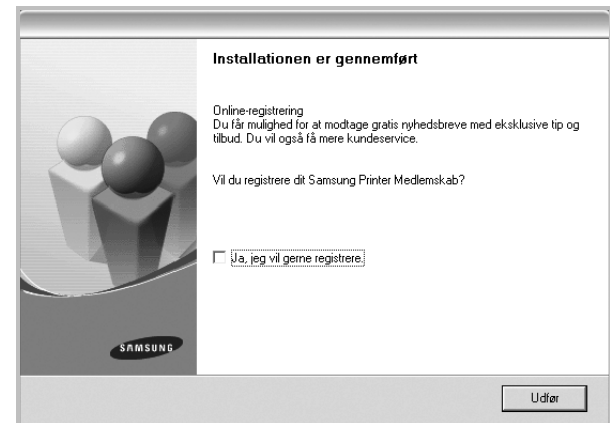 Installationen er gennemført
Online-registrering
Du får mulighed for at modtage gratis nyhedsbreve med eksklusive tip og
tilbud. Du vil også få mere kundeservice.
Vil du registrere dit Samsung Printer Medlemskab?
Ja, jeg vil gerne registrere.
SAMSUNG
Udfør